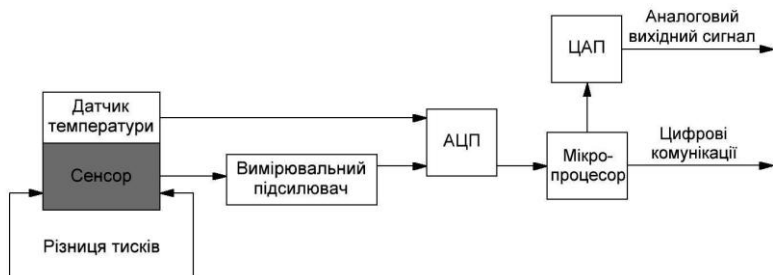 Аналоговий
вихідний сигнал
ЦАП
Датчик
температури
АЦП
Цифрові
комунікації
Мікро-
процесор
Сенсор
Вимірювальний
підсилювач
Різниця тисків